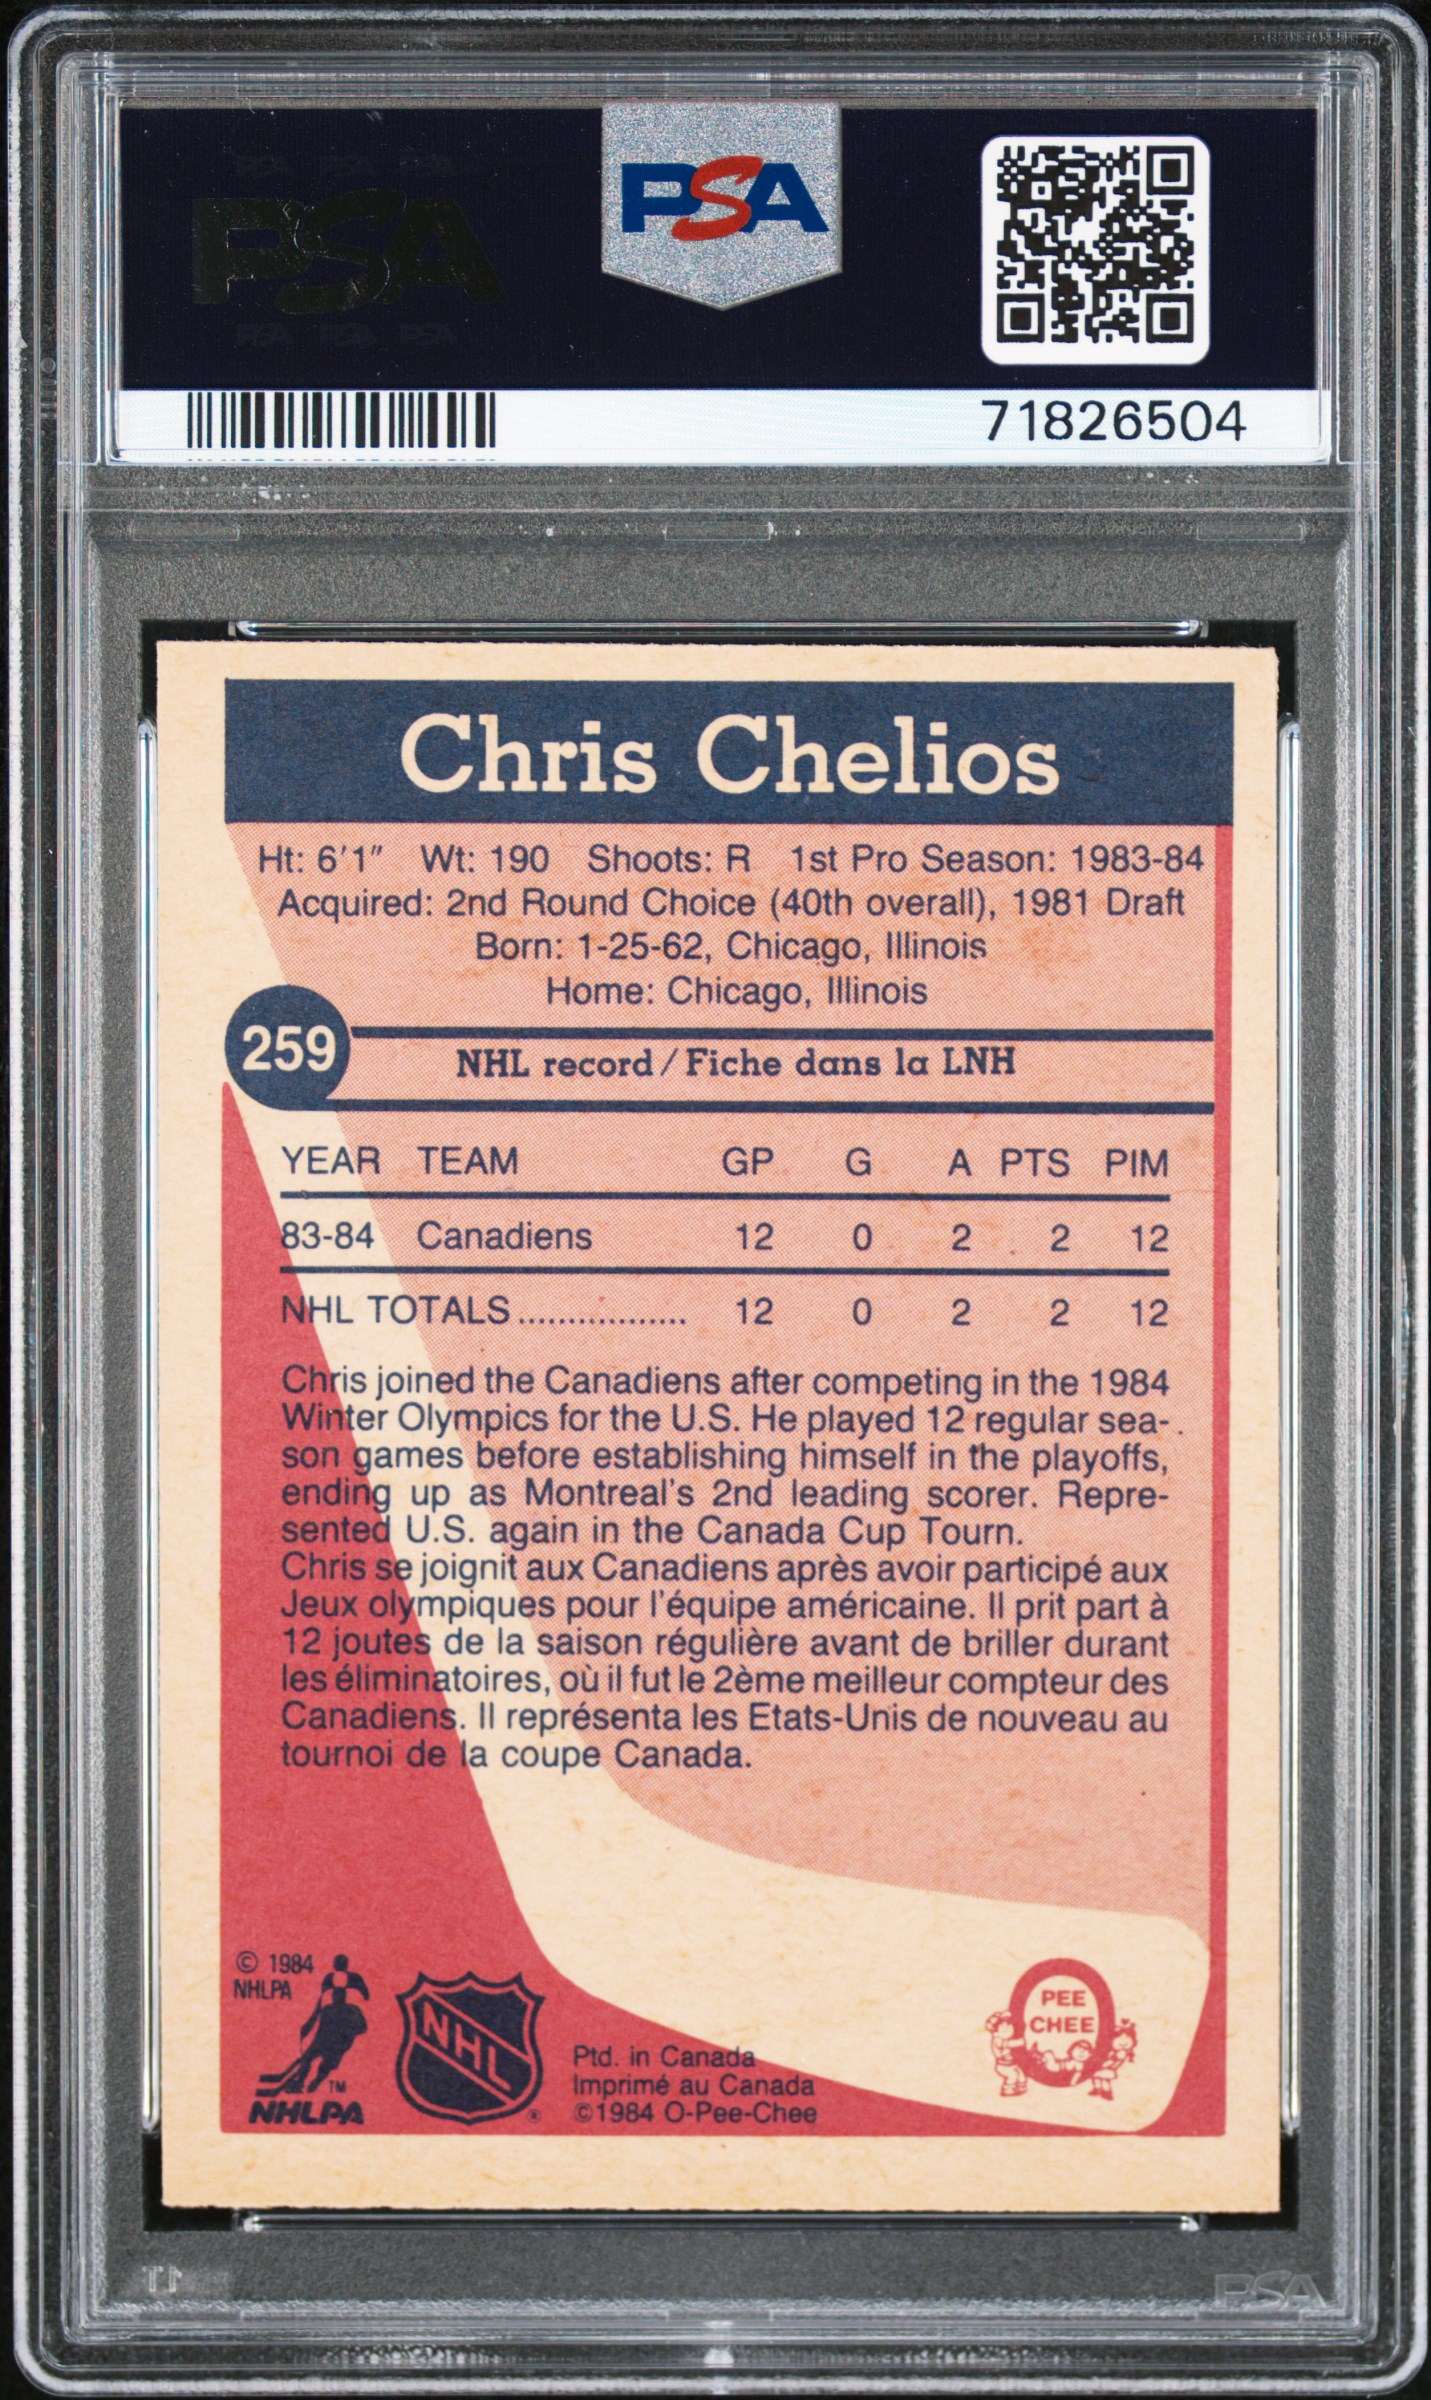 PSA
PSA
71826504
Chris Chelios
Ht: 6'1" Wt: 190 Shoots: R 1st Pro Season: 1983-84
Acquired: 2nd Round Choice (40th overall), 1981 Draft
Born: 1-25-62, Chicago, Illinois
Home: Chicago, Illinois
259
NHL record / Fiche dans la LNH
YEAR TEAM GP G A PTS PIM
83-84 Canadiens 12 0 2 2 12
NHL TOTALS................. 12 0 2 2 12
Chris joined the Canadiens after competing in the 1984
Winter Olympics for the U.S. He played 12 regular sea-
son games before establishing himself in the playoffs,
ending up as Montreal's 2nd leading scorer. Repre-
sented U.S. again in the Canada Cup Tourn.
Chris se joignit aux Canadiens après avoir participé aux
Jeux olympiques pour l'équipe américaine. Il prit part à
12 joutes de la saison régulière avant de briller durant
les éliminatoires, où il fut le 2ème meilleur compteur des
Canadiens. Il représenta les Etats-Unis de nouveau au
tournoi de la coupe Canada.
© 1984
NHLPA
TM
NHLPA
NHL
®
Ptd. in Canada
Imprimé au Canada
©1984 O-Pee-Chee
PEE
CHEE
PSA